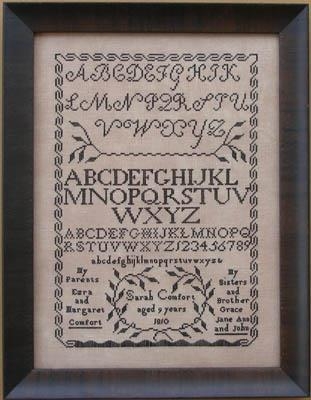 ABCDEFGHIK
LMNOPQRSTU
VWXYZ
ABCDEFGHIJKL
MNOPQRSTUV
WXYZ
ABCDEFGHIJKLMNOPQ
RSTUVWXYZ123456789
abcdefghijklmnopqrstuvwxyz&
My
Parents
Ezra
and
Margaret
Comfort
Sarah Comfort
aged 9 years
1810
My
Sisters
and
Brother
Grace
Jane Ann
and John